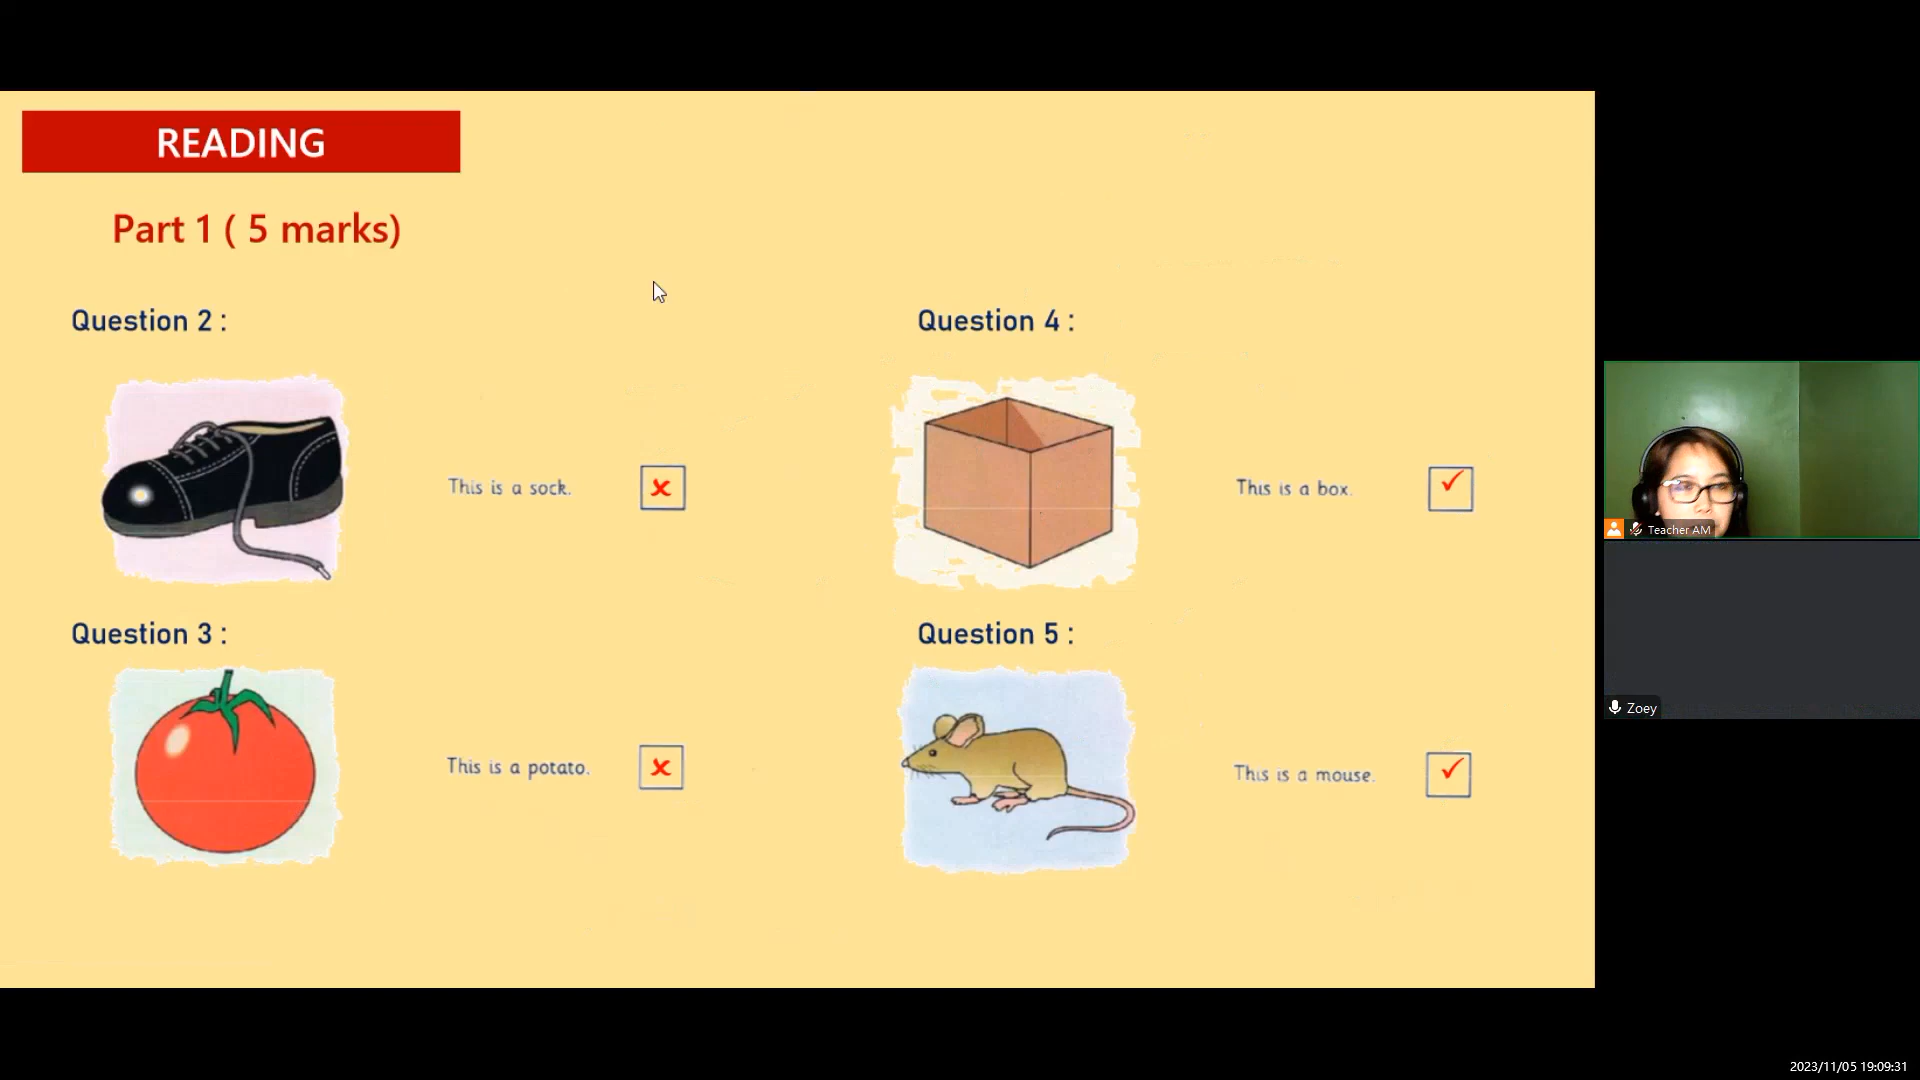 READING
Part 1 ( 5 marks)
Question 2 :
This is a sock.
Question 3 :
This is a potato.
Question 4 :
This is a box.
Question 5 :
This is a mouse.
Teacher AM
Zoey
2023/11/05 19:09:31